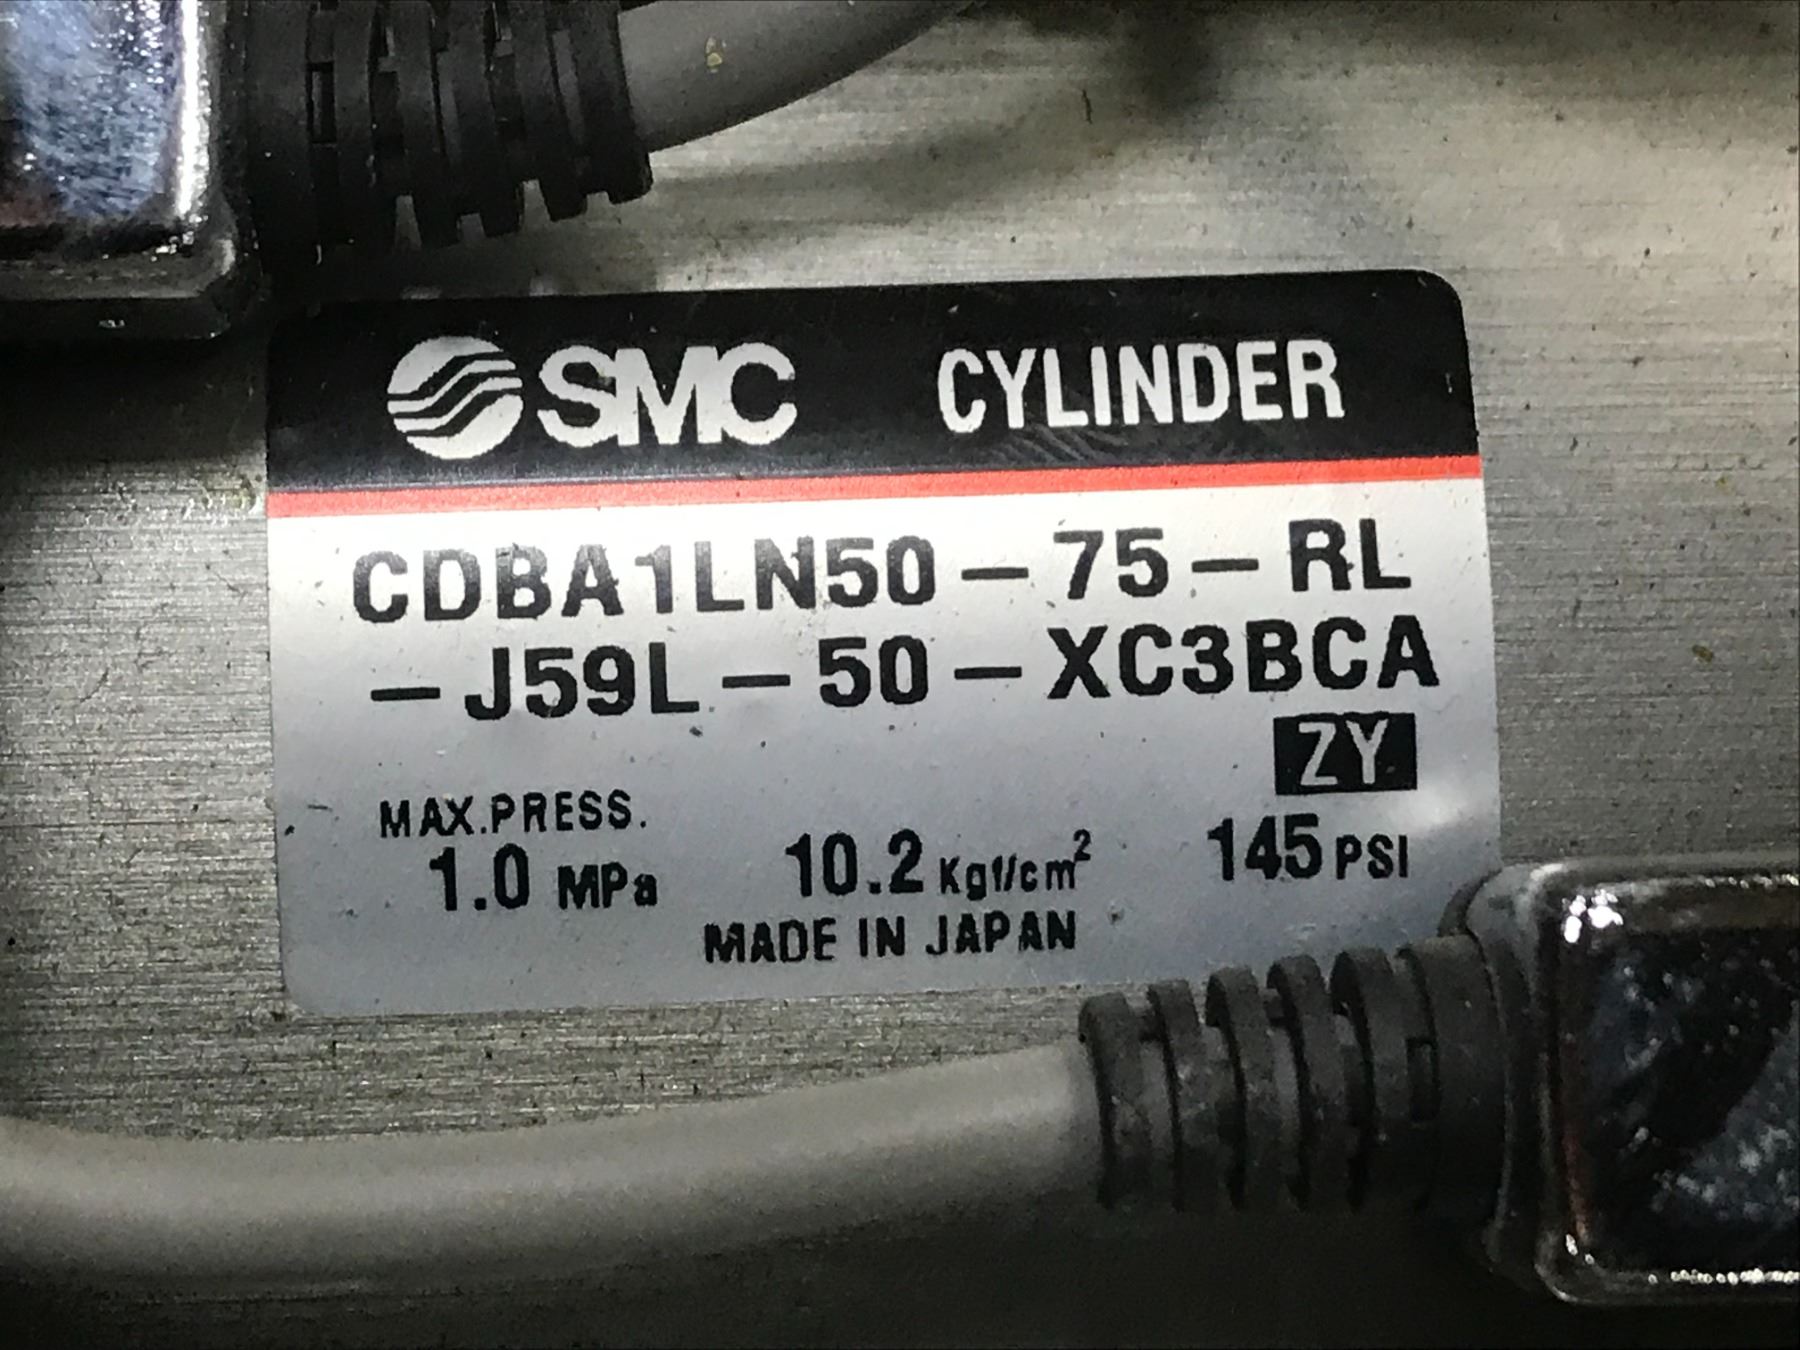 SMC CYLINDER
CDBA1LN50-75-RL
-J59L-50-XC3BCA
ZY
MAX.PRESS.
1.0 MPa 10.2 Kgf/cm² 145 PSI
MADE IN JAPAN